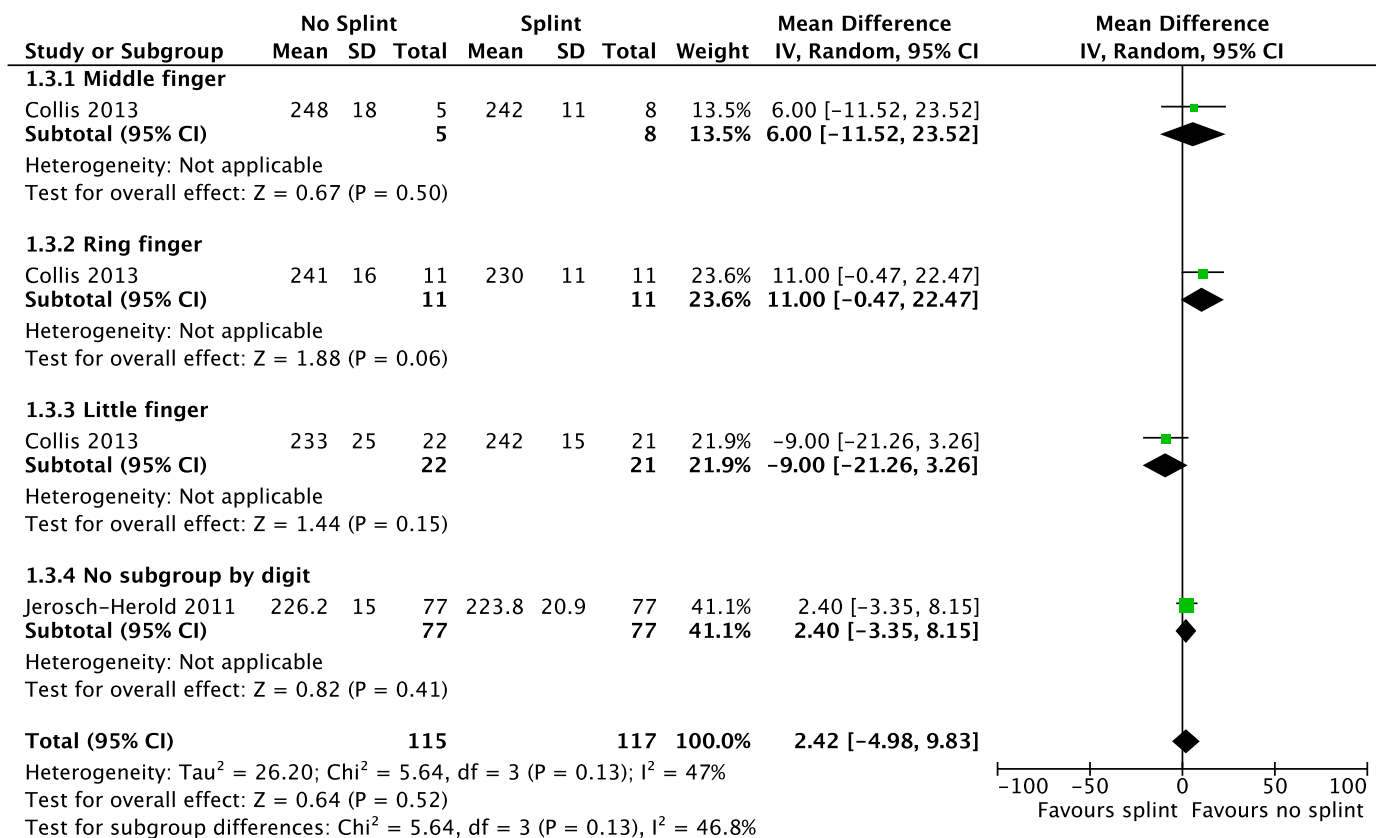 No Splint Splint Mean Difference Mean Difference
Study or Subgroup Mean SD Total Mean SD Total Weight IV, Random, 95% CI IV, Random, 95% CI
1.3.1 Middle finger
Collis 2013 248 18 5 242 11 8 13.5% 6.00 [−11.52, 23.52]
Subtotal (95% CI) 5 8 13.5% 6.00 [−11.52, 23.52]
Heterogeneity: Not applicable
Test for overall effect: Z = 0.67 (P = 0.50)
1.3.2 Ring finger
Collis 2013 241 16 11 230 11 11 23.6% 11.00 [−0.47, 22.47]
Subtotal (95% CI) 11 11 23.6% 11.00 [−0.47, 22.47]
Heterogeneity: Not applicable
Test for overall effect: Z = 1.88 (P = 0.06)
1.3.3 Little finger
Collis 2013 233 25 22 242 15 21 21.9% −9.00 [−21.26, 3.26]
Subtotal (95% CI) 22 21 21.9% −9.00 [−21.26, 3.26]
Heterogeneity: Not applicable
Test for overall effect: Z = 1.44 (P = 0.15)
1.3.4 No subgroup by digit
Jerosch−Herold 2011 226.2 15 77 223.8 20.9 77 41.1% 2.40 [−3.35, 8.15]
Subtotal (95% CI) 77 77 41.1% 2.40 [−3.35, 8.15]
Heterogeneity: Not applicable
Test for overall effect: Z = 0.82 (P = 0.41)
Total (95% CI) 115 117 100.0% 2.42 [−4.98, 9.83]
Heterogeneity: Tau² = 26.20; Chi² = 5.64, df = 3 (P = 0.13); I² = 47%
Test for overall effect: Z = 0.64 (P = 0.52)
Test for subgroup differences: Chi² = 5.64, df = 3 (P = 0.13), I² = 46.8%
−100 −50 0 50 100
Favours splint Favours no splint